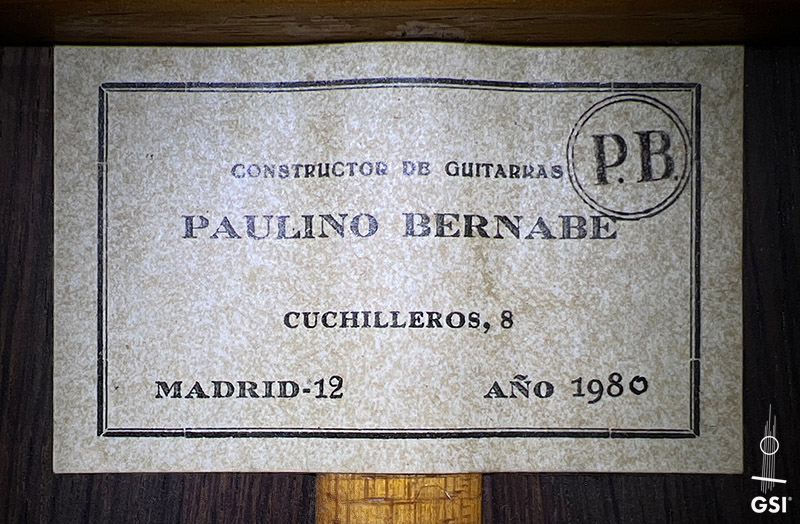 CONSTRUCTOR DE GUITARRAS
P.B.
PAULINO BERNABE
CUCHILLEROS, 8
MADRID-12 AÑO 1980
GSI®